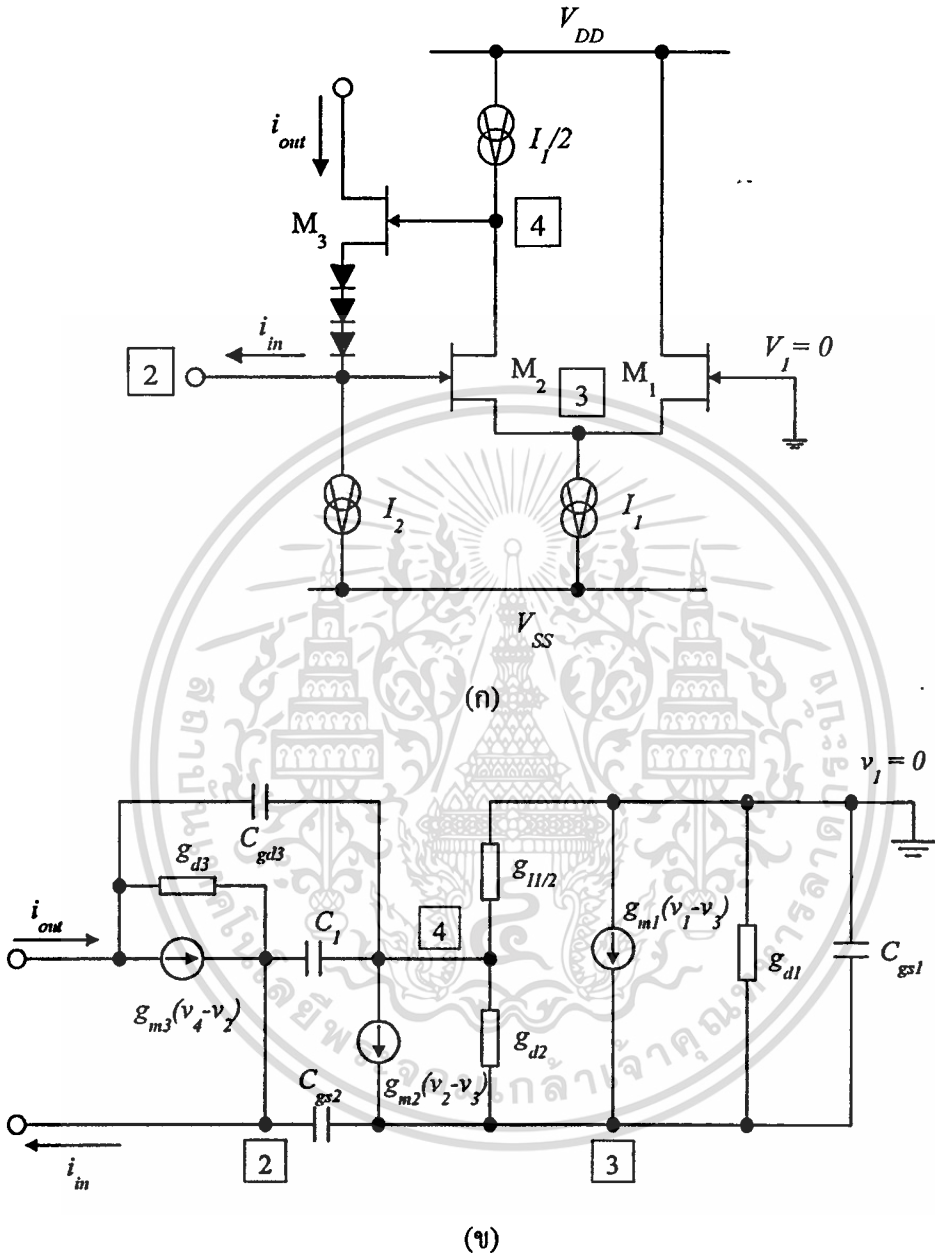 V_DD
i_out
I_1/2
M_3
4
i_in
2
M_2
M_1
V_1 = 0
3
I_2
I_1
V_SS
(ก)
v_1 = 0
C_gd3
g_d3
g_I1/2
i_out
C_1
4
g_m1(v_1-v_3)
g_d1
C_gs1
g_m3(v_4-v_2)
g_d2
C_gs2
g_m2(v_2-v_3)
i_in
2
3
(ข)